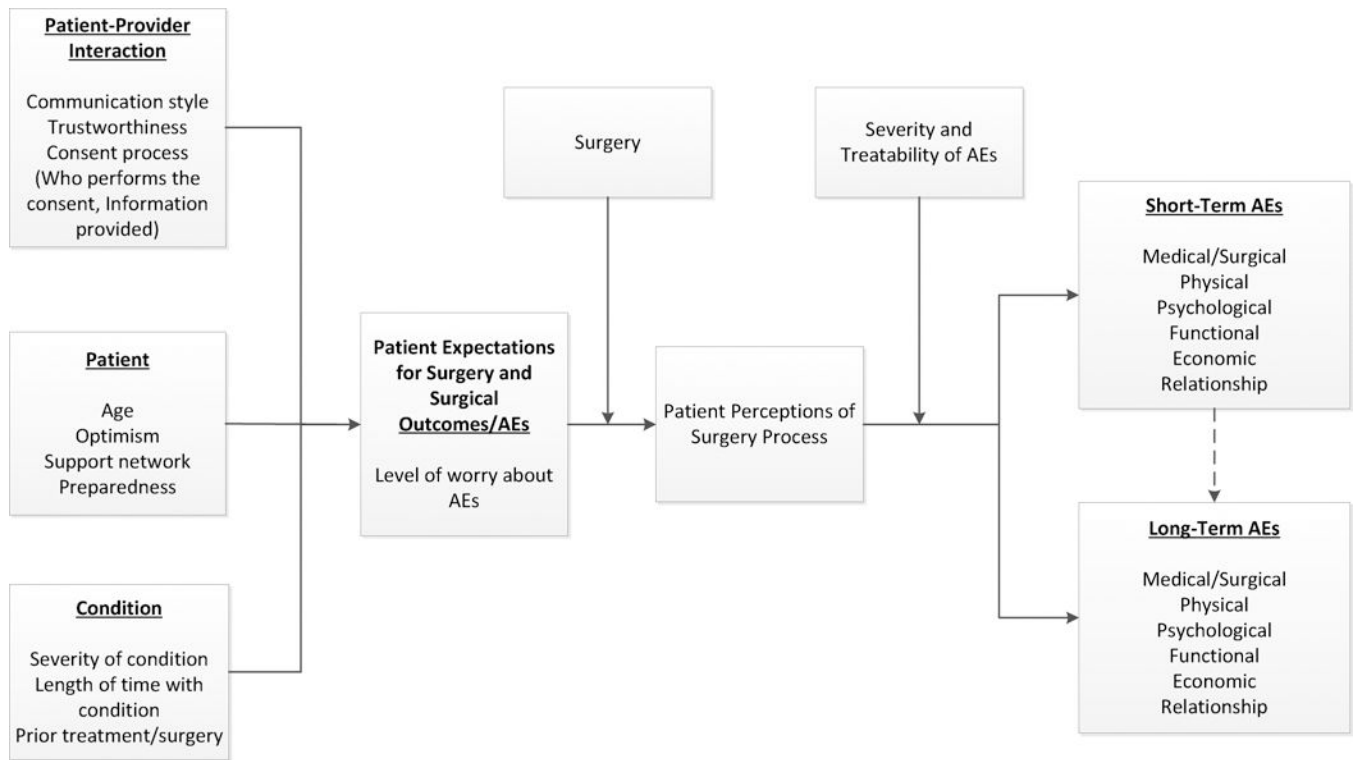 Patient-Provider
Interaction
Communication style
Trustworthiness
Consent process
(Who performs the
consent, Information
provided)
Patient
Age
Optimism
Support network
Preparedness
Condition
Severity of condition
Length of time with
condition
Prior treatment/surgery
Patient Expectations
for Surgery and
Surgical
Outcomes/AEs
Level of worry about
AEs
Surgery
Patient Perceptions of
Surgery Process
Severity and
Treatability of AEs
Short-Term AEs
Medical/Surgical
Physical
Psychological
Functional
Economic
Relationship
Long-Term AEs
Medical/Surgical
Physical
Psychological
Functional
Economic
Relationship